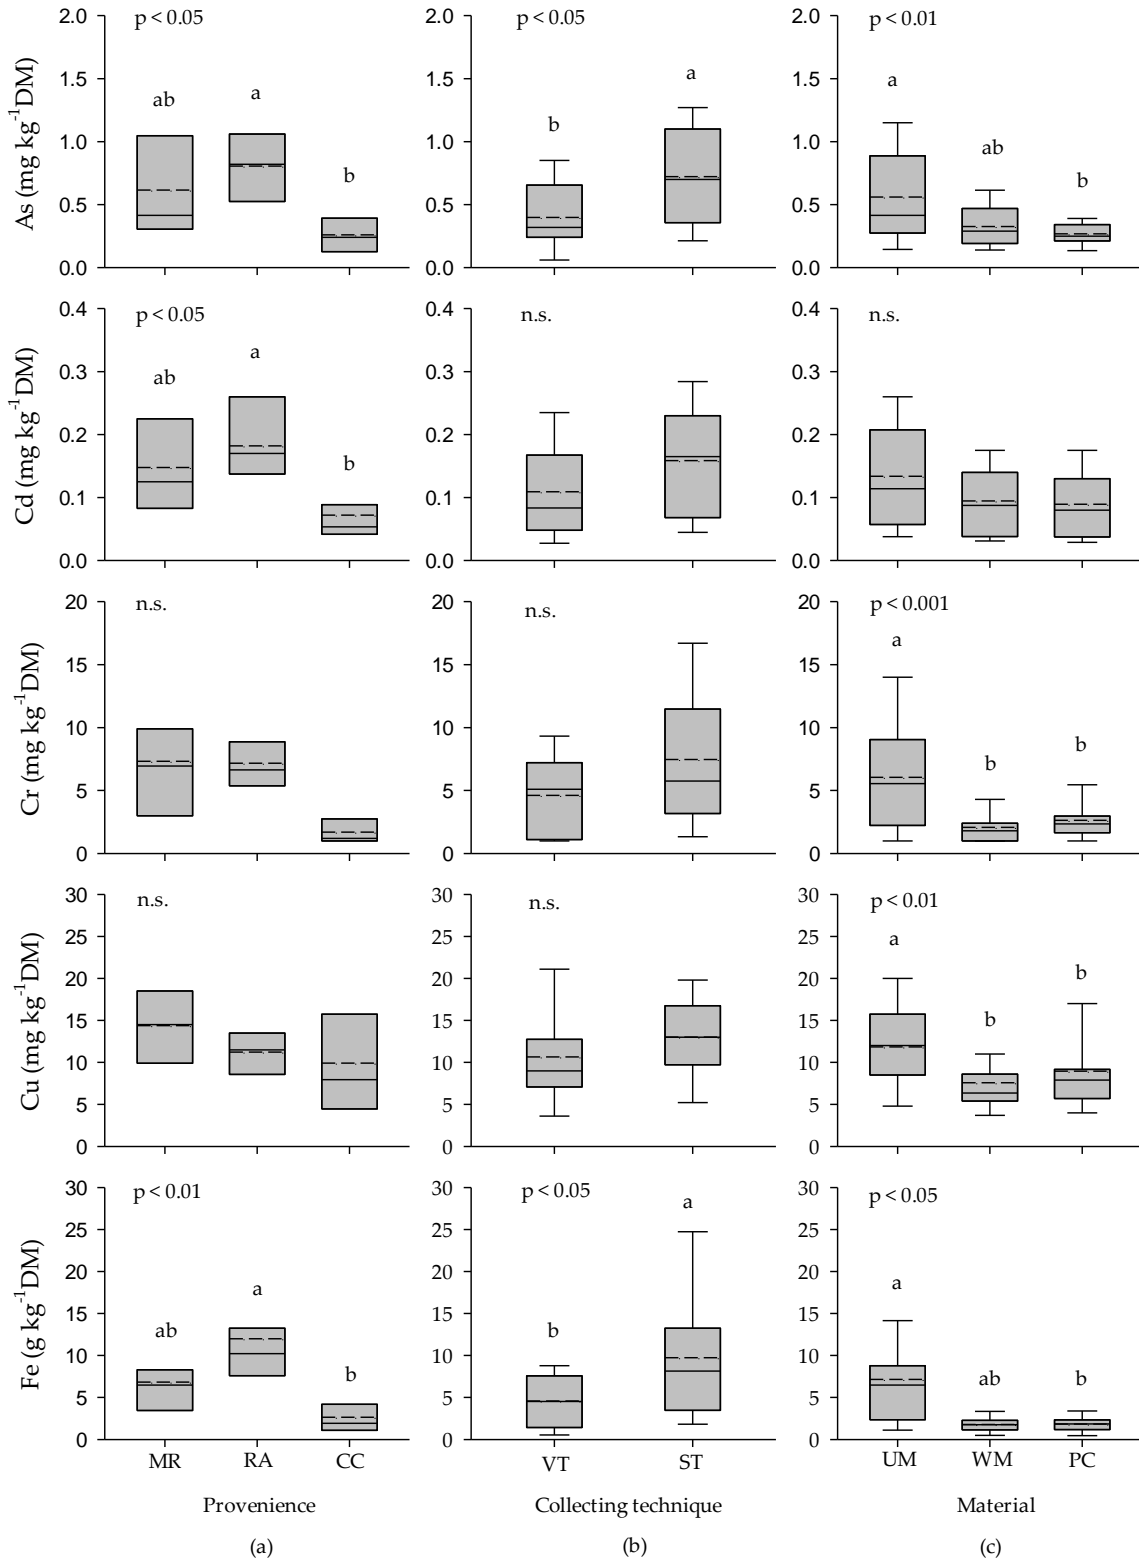 As (mg kg⁻¹DM)
2.0
1.5
1.0
0.5
0.0
p < 0.05
ab
a
b
2.0
1.5
1.0
0.5
0.0
p < 0.05
b
a
2.0
1.5
1.0
0.5
0.0
p < 0.01
a
ab
b
Cd (mg kg⁻¹DM)
0.4
0.3
0.2
0.1
0.0
p < 0.05
ab
a
b
0.4
0.3
0.2
0.1
0.0
n.s.
0.4
0.3
0.2
0.1
0.0
n.s.
Cr (mg kg⁻¹DM)
20
15
10
5
0
n.s.
20
15
10
5
0
n.s.
20
15
10
5
0
p < 0.001
a
b
b
Cu (mg kg⁻¹DM)
30
25
20
15
10
5
0
n.s.
30
25
20
15
10
5
0
n.s.
30
25
20
15
10
5
0
p < 0.01
a
b
b
Fe (g kg⁻¹DM)
30
25
20
15
10
5
0
p < 0.01
ab
a
b
30
25
20
15
10
5
0
p < 0.05
b
a
30
25
20
15
10
5
0
p < 0.05
a
ab
b
MR RA CC
VT ST
UM WM PC
Provenience
Collecting technique
Material
(a)
(b)
(c)